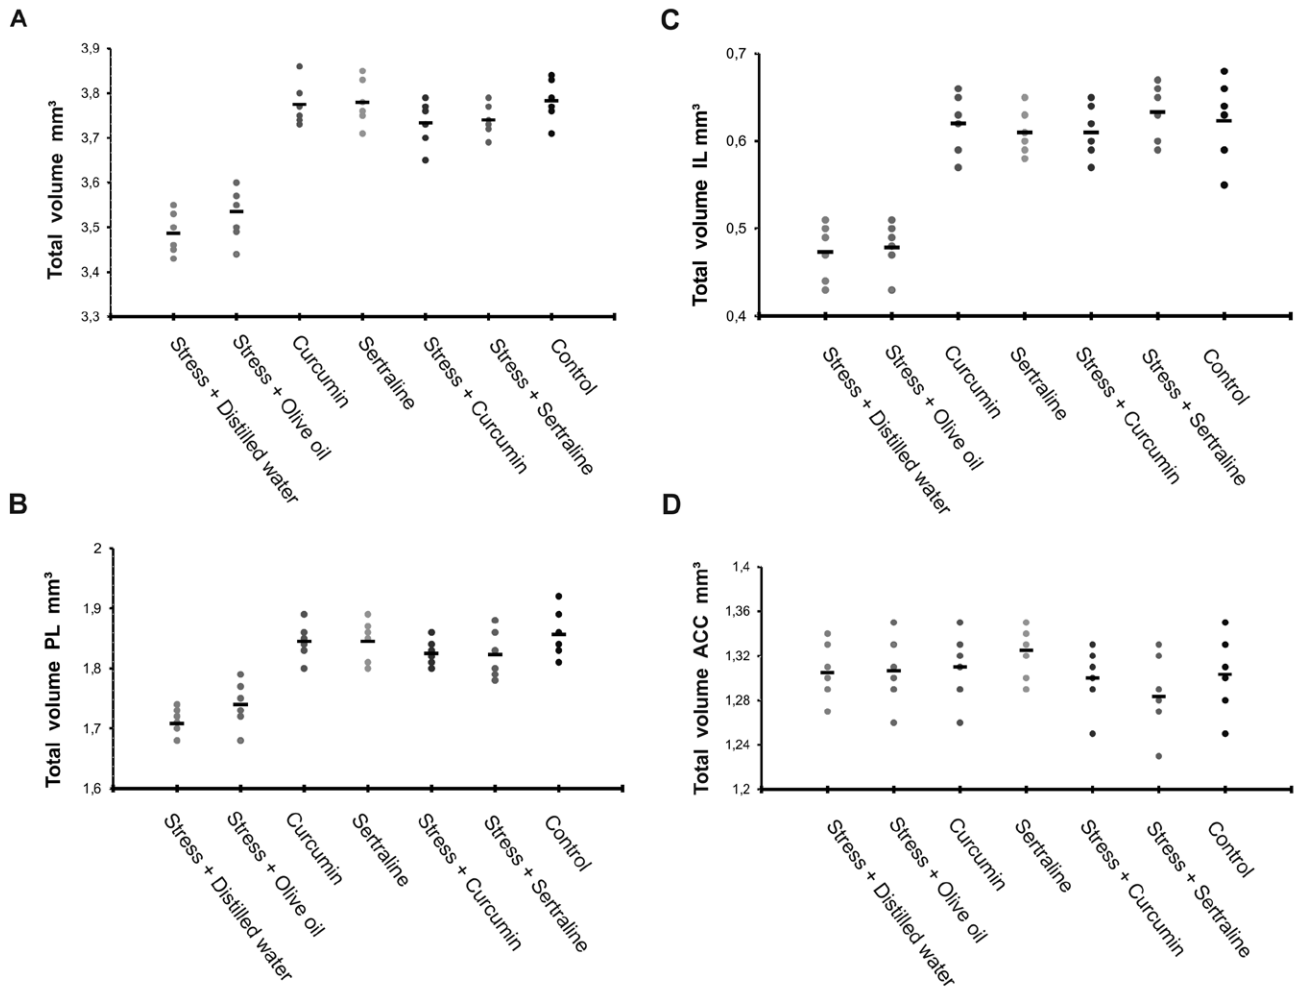 A
Total volume mm³
3,9
3,8
3,7
3,6
3,5
3,4
3,3
Stress + Distilled water
Stress + Olive oil
Curcumin
Sertraline
Stress + Curcumin
Stress + Sertraline
Control
C
Total volume IL mm³
0,7
0,6
0,5
0,4
Stress + Distilled water
Stress + Olive oil
Curcumin
Sertraline
Stress + Curcumin
Stress + Sertraline
Control
B
Total volume PL mm³
2
1,9
1,8
1,7
1,6
Stress + Distilled water
Stress + Olive oil
Curcumin
Sertraline
Stress + Curcumin
Stress + Sertraline
Control
D
Total volume ACC mm³
1,4
1,36
1,32
1,28
1,24
1,2
Stress + Distilled water
Stress + Olive oil
Curcumin
Sertraline
Stress + Curcumin
Stress + Sertraline
Control